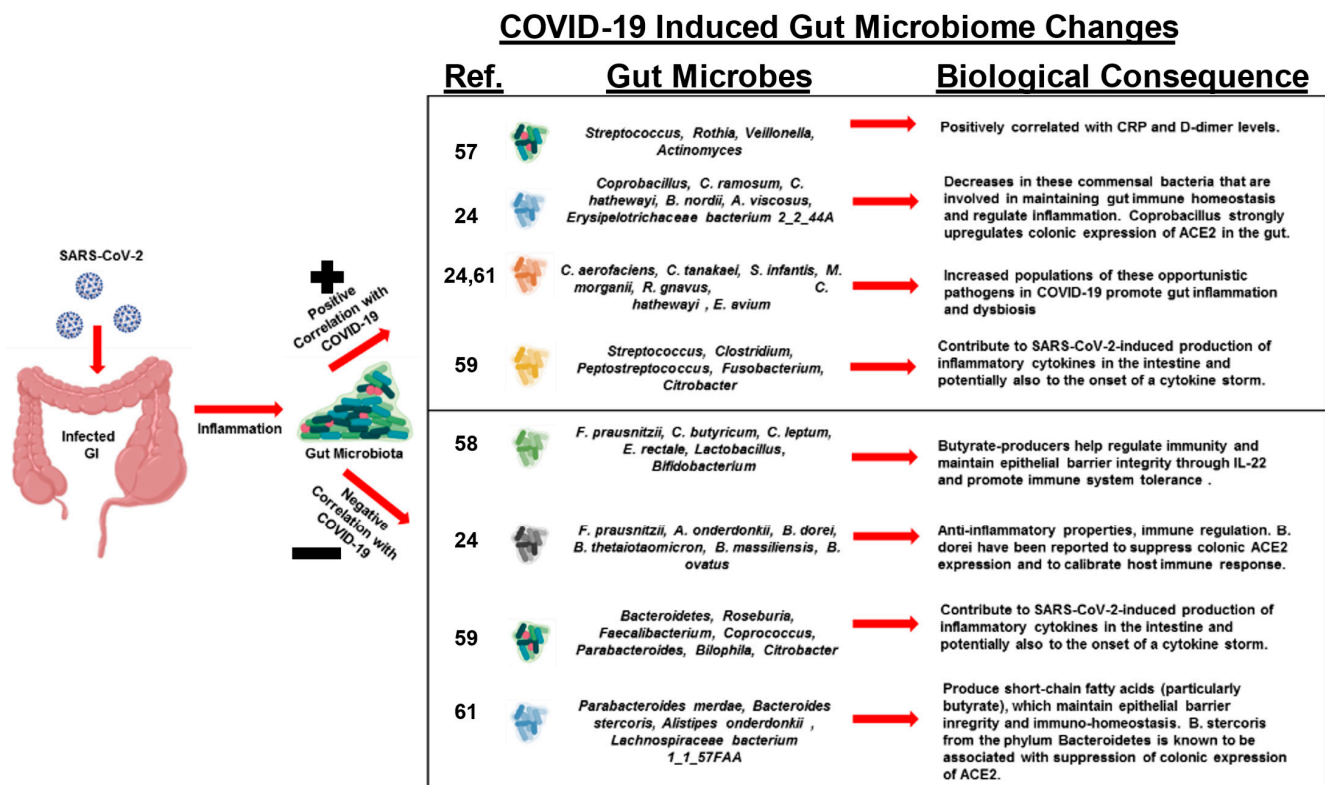 COVID-19 Induced Gut Microbiome Changes
Ref.
Gut Microbes
Biological Consequence
SARS-CoV-2
Infected
GI
Inflammation
Positive
Correlation with
COVID-19
Gut Microbiota
Negative
Correlation with
COVID-19
57
Streptococcus, Rothia, Veillonella,
Actinomyces
Positively correlated with CRP and D-dimer levels.
24
Coprobacillus, C. ramosum, C.
hathewayi, B. nordii, A. viscosus,
Erysipelotrichaceae bacterium 2_2_44A
Decreases in these commensal bacteria that are
involved in maintaining gut immune homeostasis
and regulate inflammation. Coprobacillus strongly
upregulates colonic expression of ACE2 in the gut.
24,61
C. aerofaciens, C. tanakaei, S. infantis, M.
morganii, R. gnavus, C.
hathewayi , E. avium
Increased populations of these opportunistic
pathogens in COVID-19 promote gut inflammation
and dysbiosis
59
Streptococcus, Clostridium,
Peptostreptococcus, Fusobacterium,
Citrobacter
Contribute to SARS-CoV-2-induced production of
inflammatory cytokines in the intestine and
potentially also to the onset of a cytokine storm.
58
F. prausnitzii, C. butyricum, C. leptum,
E. rectale, Lactobacillus,
Bifidobacterium
Butyrate-producers help regulate immunity and
maintain epithelial barrier integrity through IL-22
and promote immune system tolerance .
24
F. prausnitzii, A. onderdonkii, B. dorei,
B. thetaiotaomicron, B. massiliensis, B.
ovatus
Anti-inflammatory properties, immune regulation. B.
dorei have been reported to suppress colonic ACE2
expression and to calibrate host immune response.
59
Bacteroidetes, Roseburia,
Faecalibacterium, Coprococcus,
Parabacteroides, Bilophila, Citrobacter
Contribute to SARS-CoV-2-induced production of
inflammatory cytokines in the intestine and
potentially also to the onset of a cytokine storm.
61
Parabacteroides merdae, Bacteroides
stercoris, Alistipes onderdonkii ,
Lachnospiraceae bacterium
1_1_57FAA
Produce short-chain fatty acids (particularly
butyrate), which maintain epithelial barrier
inregrity and immuno-homeostasis. B. stercoris
from the phylum Bacteroidetes is known to be
associated with suppression of colonic expression
of ACE2.